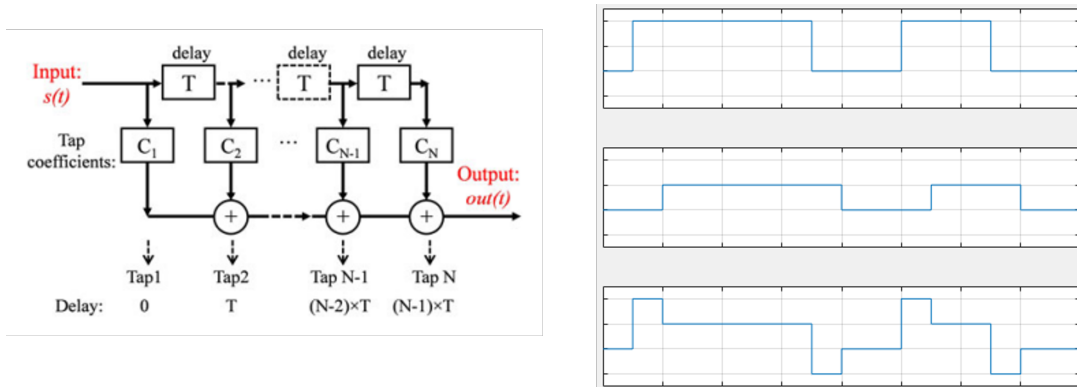 delay delay delay
Input:
s(t)
T ... T T
Tap
coefficients:
C1 C2 ... CN-1 CN
Output:
out(t)
+ + +
Tap1 Tap2 Tap N-1 Tap N
Delay: 0 T (N-2)×T (N-1)×T